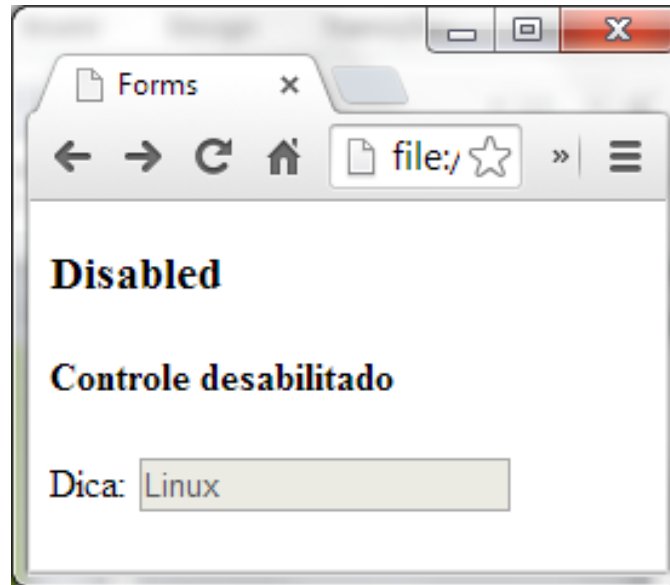 Forms
file:/
Disabled
Controle desabilitado
Dica: Linux